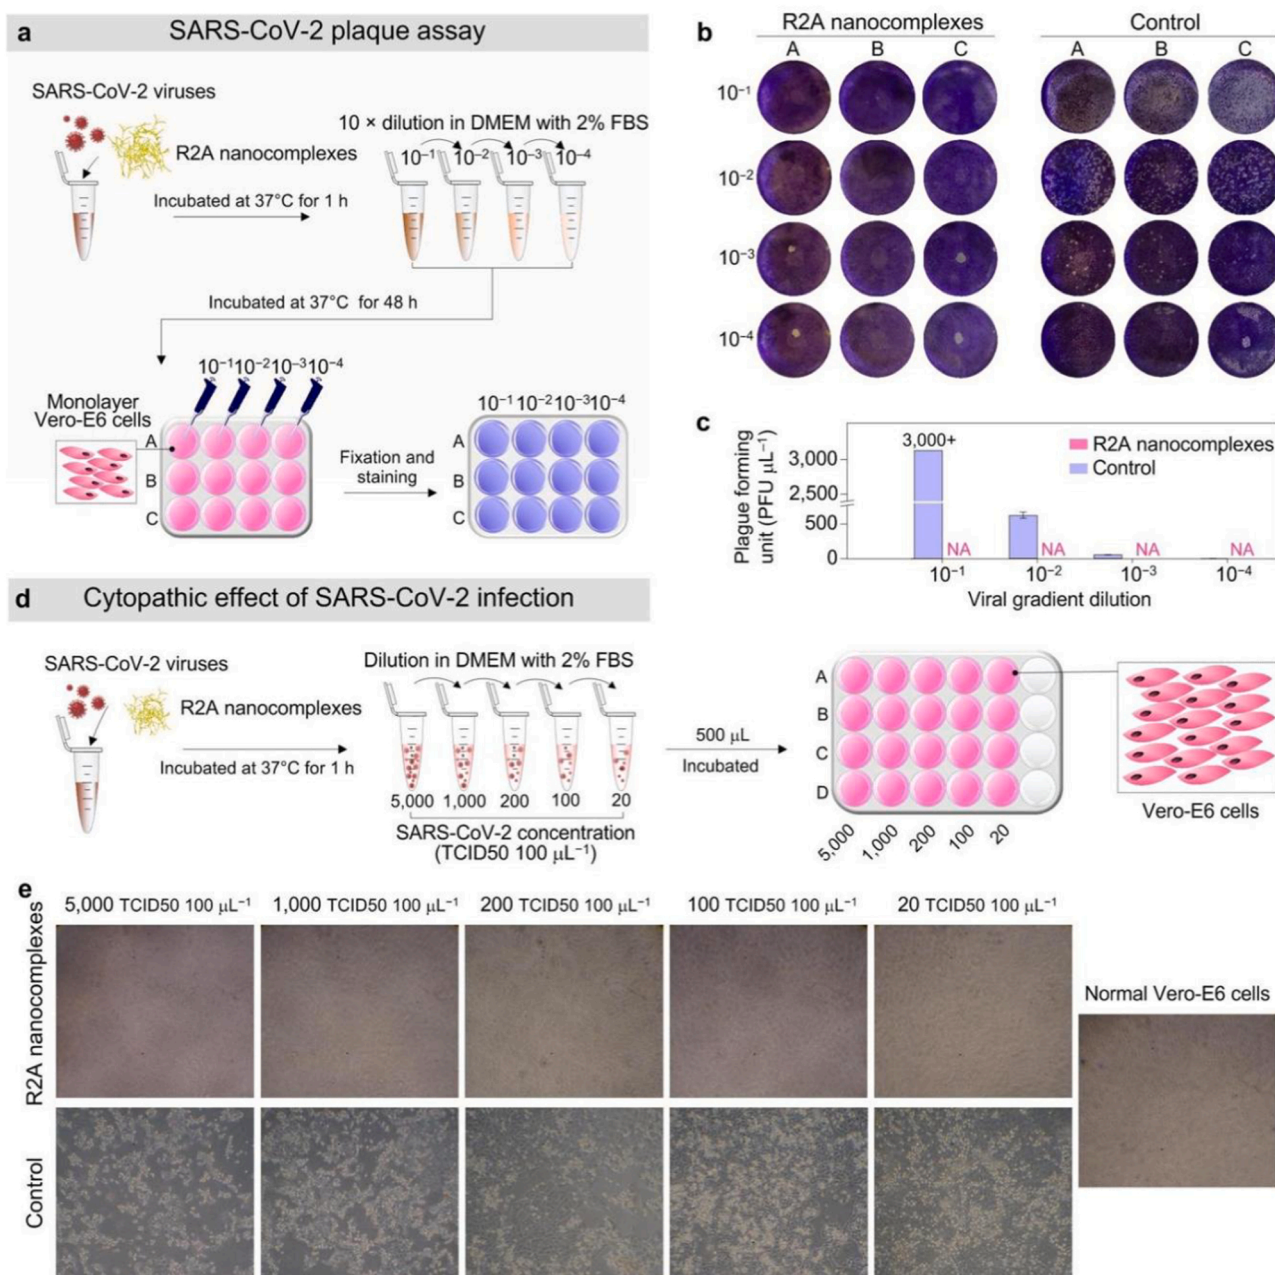 a
SARS-CoV-2 plaque assay
SARS-CoV-2 viruses
R2A nanocomplexes
10 × dilution in DMEM with 2% FBS
10⁻¹ 10⁻² 10⁻³ 10⁻⁴
Incubated at 37°C for 1 h
Incubated at 37°C for 48 h
10⁻¹ 10⁻² 10⁻³ 10⁻⁴
Monolayer
Vero-E6 cells
A
B
C
Fixation and
staining
10⁻¹ 10⁻² 10⁻³ 10⁻⁴
A
B
C
b
R2A nanocomplexes
A B C
Control
A B C
10⁻¹
10⁻²
10⁻³
10⁻⁴
c
Plague forming
unit (PFU μL⁻¹)
3,000+
R2A nanocomplexes
Control
3,000
2,500
500
0
NA NA NA NA
10⁻¹ 10⁻² 10⁻³ 10⁻⁴
Viral gradient dilution
d
Cytopathic effect of SARS-CoV-2 infection
SARS-CoV-2 viruses
R2A nanocomplexes
Incubated at 37°C for 1 h
Dilution in DMEM with 2% FBS
5,000 1,000 200 100 20
SARS-CoV-2 concentration
(TCID50 100 μL⁻¹)
500 μL
Incubated
A
B
C
D
5,000 1,000 200 100 20
Vero-E6 cells
e
5,000 TCID50 100 μL⁻¹
1,000 TCID50 100 μL⁻¹
200 TCID50 100 μL⁻¹
100 TCID50 100 μL⁻¹
20 TCID50 100 μL⁻¹
R2A nanocomplexes
Control
Normal Vero-E6 cells